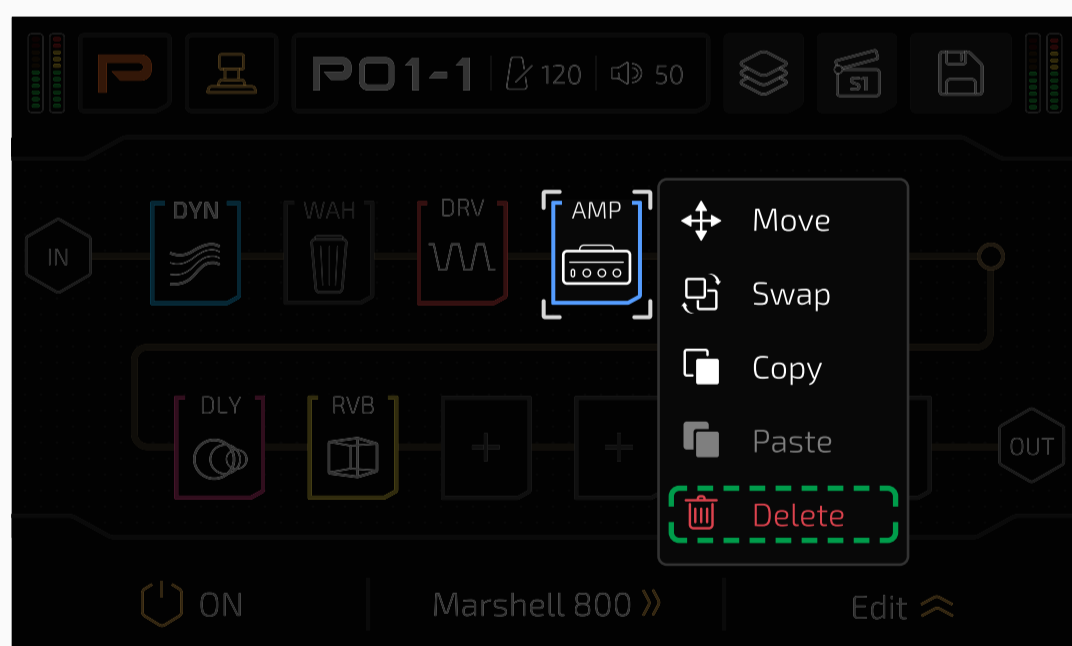 P01-1 120 50 S1
DYN WAH DRV AMP
IN
Move
Swap
Copy
Paste
Delete
DLY RVB
OUT
ON Marshell 800 Edit